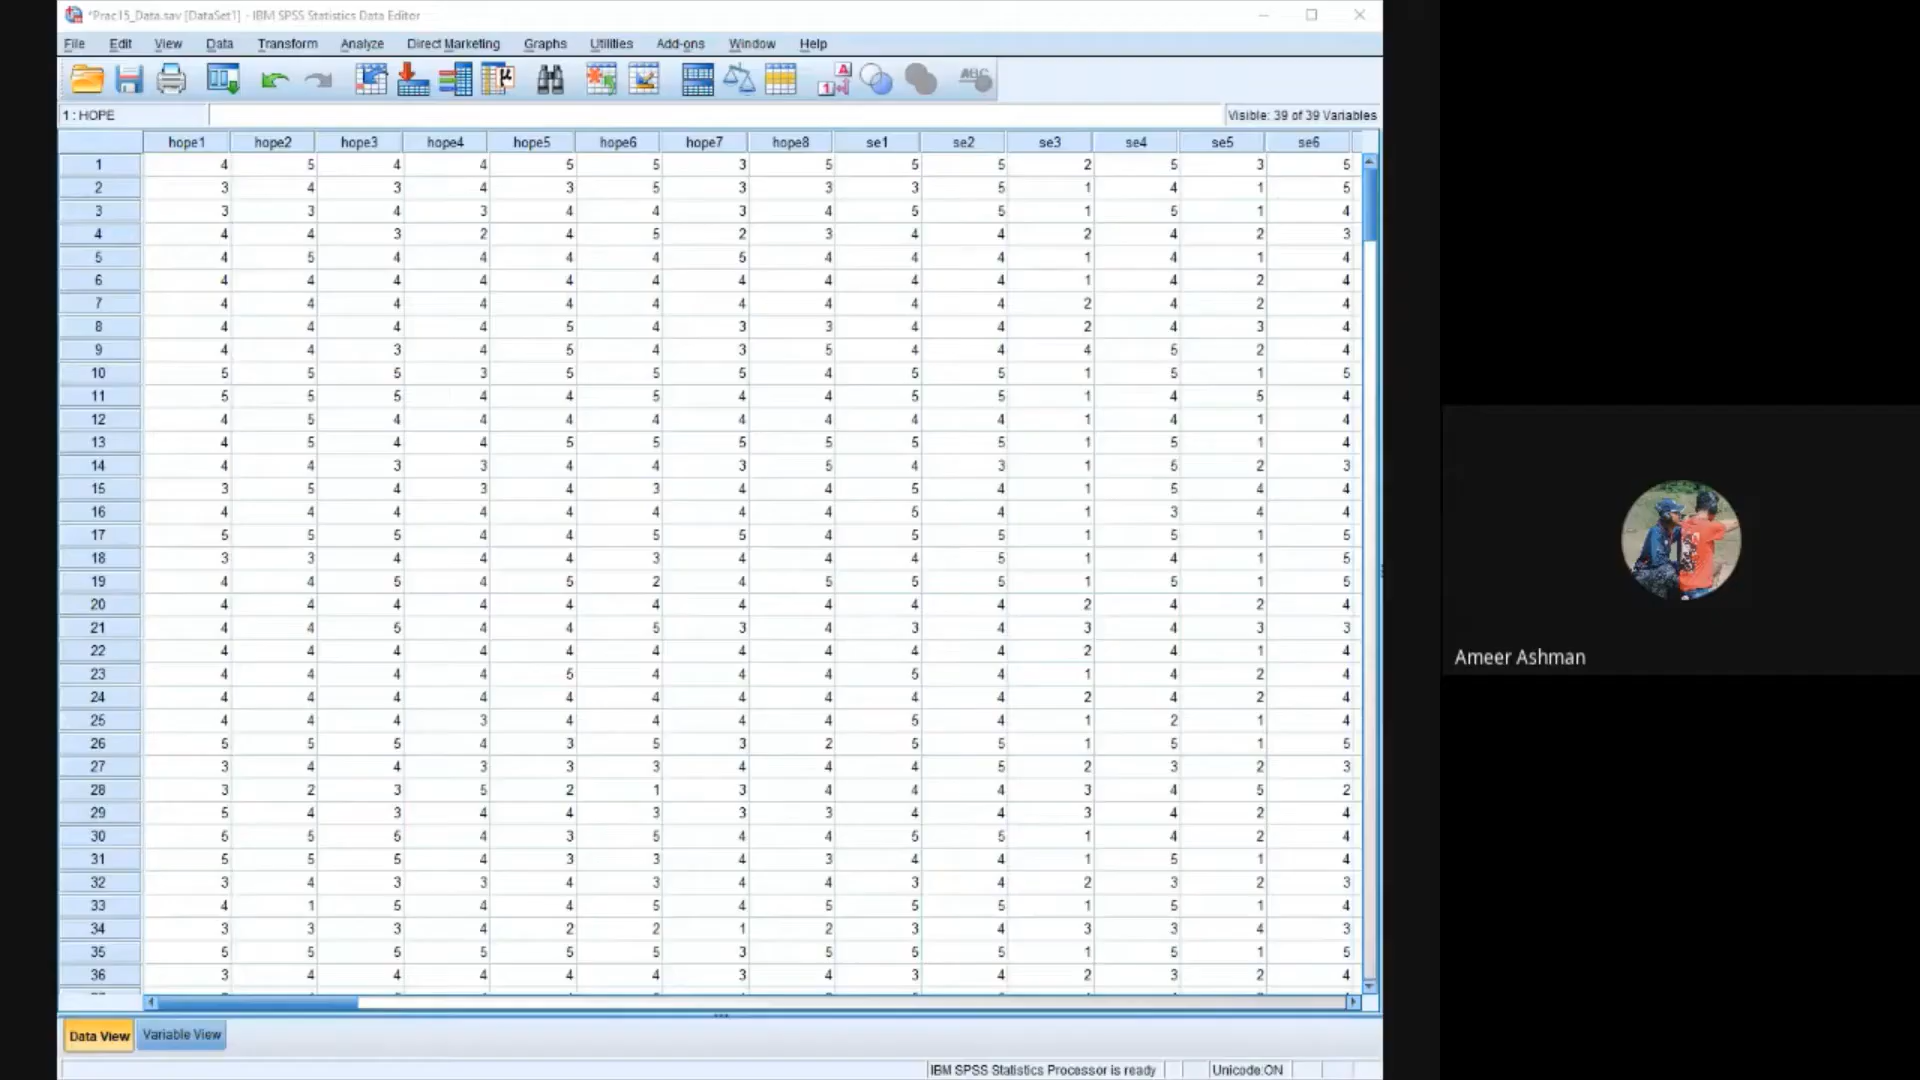 *Prac15_Data.sav [DataSet1] - IBM SPSS Statistics Data Editor
File Edit View Data Transform Analyze Direct Marketing Graphs Utilities Add-ons Window Help
1 : HOPE Visible: 39 of 39 Variables
hope1 hope2 hope3 hope4 hope5 hope6 hope7 hope8 se1 se2 se3 se4 se5 se6
1 4 5 4 4 5 5 3 5 5 5 2 5 3 5
2 3 4 3 4 3 5 3 3 3 5 1 4 1 5
3 3 3 4 3 4 4 3 4 5 5 1 5 1 4
4 4 4 3 2 4 5 2 3 4 4 2 4 2 3
5 4 5 4 4 4 4 5 4 4 4 1 4 1 4
6 4 4 4 4 4 4 4 4 4 4 1 4 2 4
7 4 4 4 4 4 4 4 4 4 4 2 4 2 4
8 4 4 4 4 5 4 3 3 4 4 2 4 3 4
9 4 4 3 4 5 4 3 5 4 4 4 5 2 4
10 5 5 5 3 5 5 5 4 5 5 1 5 1 5
11 5 5 5 4 4 5 4 4 5 5 1 4 5 4
12 4 5 4 4 4 4 4 4 4 4 1 4 1 4
13 4 5 4 4 5 5 5 5 5 5 1 5 1 4
14 4 4 3 3 4 4 3 5 4 3 1 5 2 3
15 3 5 4 3 4 3 4 4 5 4 1 5 4 4
16 4 4 4 4 4 4 4 4 5 4 1 3 4 4
17 5 5 5 4 4 5 5 4 5 5 1 5 1 5
18 3 3 4 4 4 3 4 4 4 5 1 4 1 5
19 4 4 5 4 5 2 4 5 5 5 1 5 1 5
20 4 4 4 4 4 4 4 4 4 4 2 4 2 4
21 4 4 5 4 4 5 3 4 3 4 3 4 3 3
22 4 4 4 4 4 4 4 4 4 4 2 4 1 4
23 4 4 4 4 5 4 4 4 5 4 1 4 2 4
24 4 4 4 4 4 4 4 4 4 4 2 4 2 4
25 4 4 4 3 4 4 4 4 5 4 1 2 1 4
26 5 5 5 4 3 5 3 2 5 5 1 5 1 5
27 3 4 4 3 3 3 4 4 4 5 2 3 2 3
28 3 2 3 5 2 1 3 4 4 4 3 4 5 2
29 5 4 3 4 4 3 3 3 4 4 3 4 2 4
30 5 5 5 4 3 5 4 4 5 5 1 4 2 4
31 5 5 5 4 3 3 4 3 4 4 1 5 1 4
32 3 4 3 3 4 3 4 4 3 4 2 3 2 3
33 4 1 5 4 4 5 4 5 5 5 1 5 1 4
34 3 3 3 4 2 2 1 2 3 4 3 3 4 3
35 5 5 5 5 5 5 3 5 5 5 1 5 1 5
36 3 4 4 4 4 4 3 4 3 4 2 3 2 4
Data View Variable View
IBM SPSS Statistics Processor is ready Unicode:ON
Ameer Ashman